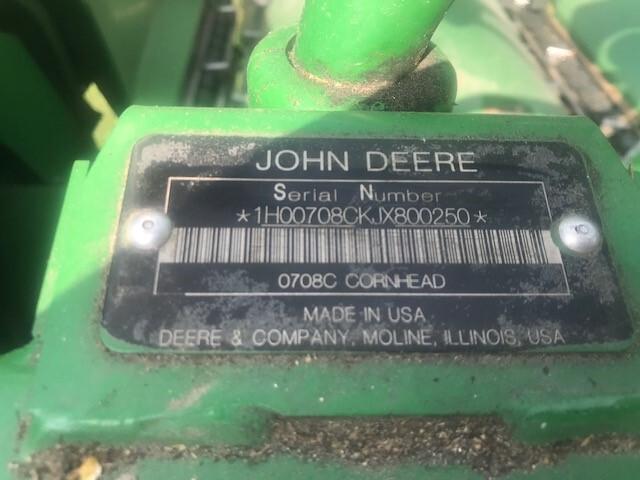 JOHN DEERE
Serial Number
*1H00708CKJX800250*
0708C CORNHEAD
MADE IN USA
DEERE & COMPANY, MOLINE, ILLINOIS, USA